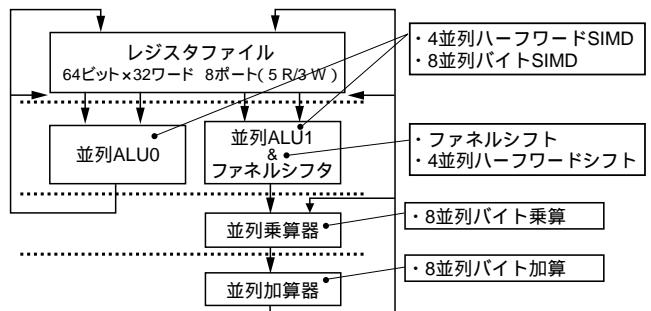 レジスタファイル
64ビット×32ワード 8ポート(5R/3W)
・4並列ハーフワードSIMD
・8並列バイトSIMD
並列ALU0
並列ALU1
&
ファネルシフタ
・ファネルシフト
・4並列ハーフワードシフト
並列乗算器
・8並列バイト乗算
並列加算器
・8並列バイト加算